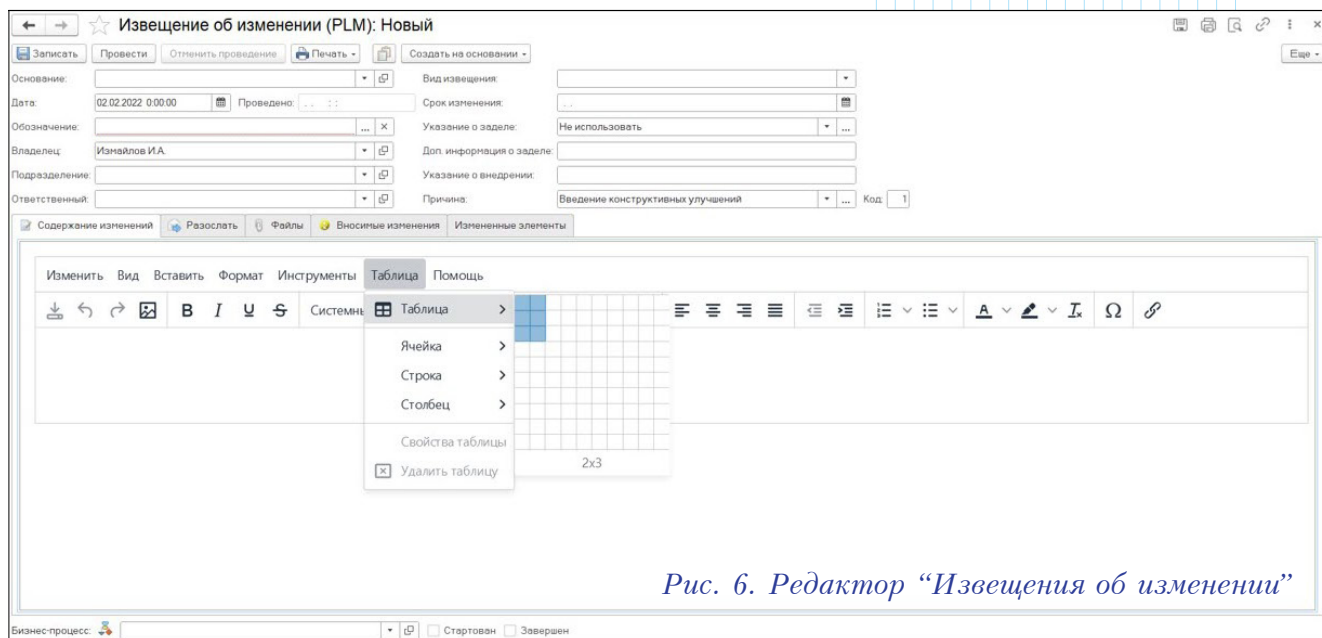 Извещение об изменении (PLM): Новый
Записать Провести Отменить проведение Печать Создать на основании Еще
Основание: Вид извещения:
Дата: 02.02.2022 0:00:00 Проведено: . . : : Срок изменения: . .
Обозначение: ... × Указание о заделе: Не использовать ...
Владелец: Измайлов И.А. Доп. информация о заделе:
Подразделение: Указание о внедрении:
Ответственный: Причина: Введение конструктивных улучшений ... Код: 1
Содержание изменений Разослать Файлы Вносимые изменения Измененные элементы
Изменить Вид Вставить Формат Инструменты Таблица Помощь
B I U S Системн Таблица A Ω
Ячейка
Строка
Столбец
Свойства таблицы
Удалить таблицу
2x3
Рис. 6. Редактор “Извещения об изменении”
Бизнес-процесс: Стартован Завершен